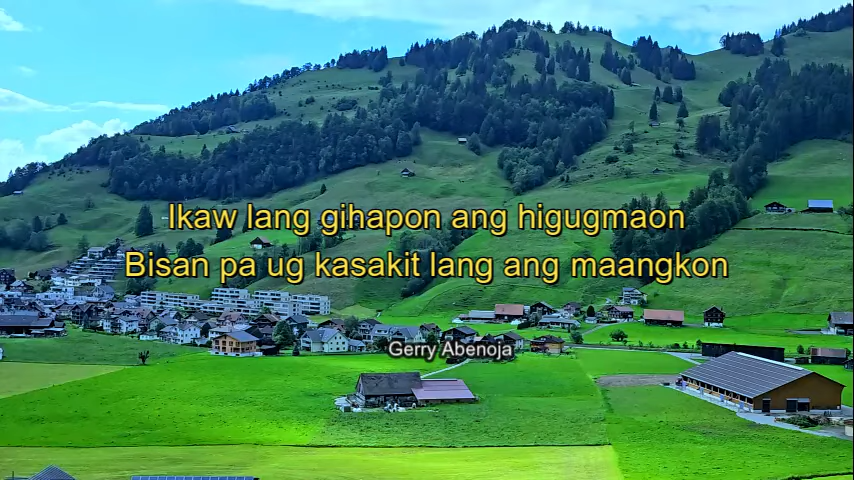 Ikaw lang gihapon ang higugmaon
Bisan pa ug kasakit lang ang maangkon
Gerry Abenoja